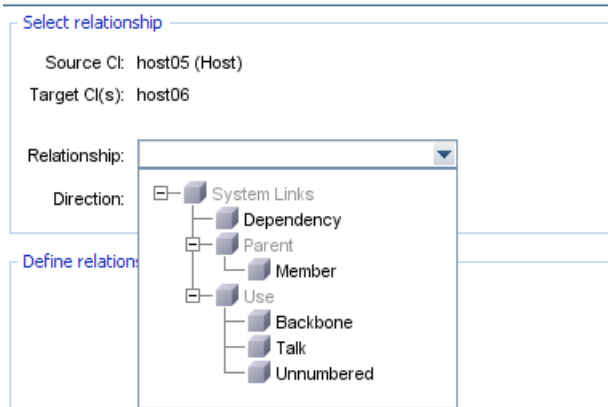 Select relationship
Source CI: host05 (Host)
Target CI(s): host06
Relationship:
Direction:
System Links
Dependency
Parent
Member
Use
Backbone
Talk
Unnumbered
Define relations